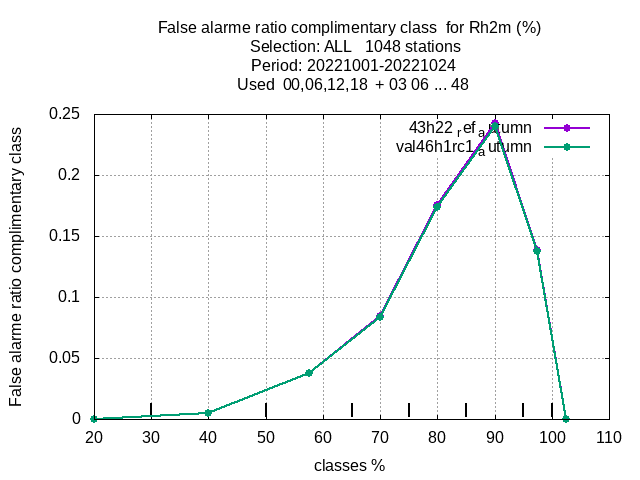 False alarme ratio complimentary class  for Rh2m (%)
Selection: ALL   1048 stations
Period: 20221001-20221024
Used  00,06,12,18  + 03 06 ... 48
False alarme ratio complimentary class
0.25
0.2
0.15
0.1
0.05
0
43h22_ref_autumn
val46h1rc1_autumn
20 30 40 50 60 70 80 90 100 110
classes %